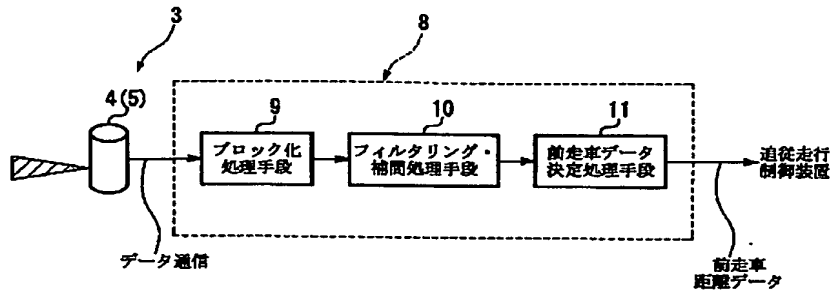 3
8
4(5)
9
10
11
ブロック化
処理手段
フィルタリング・
補間処理手段
前走車データ
決定処理手段
追従走行
制御装置
データ通信
前走車
距離データ